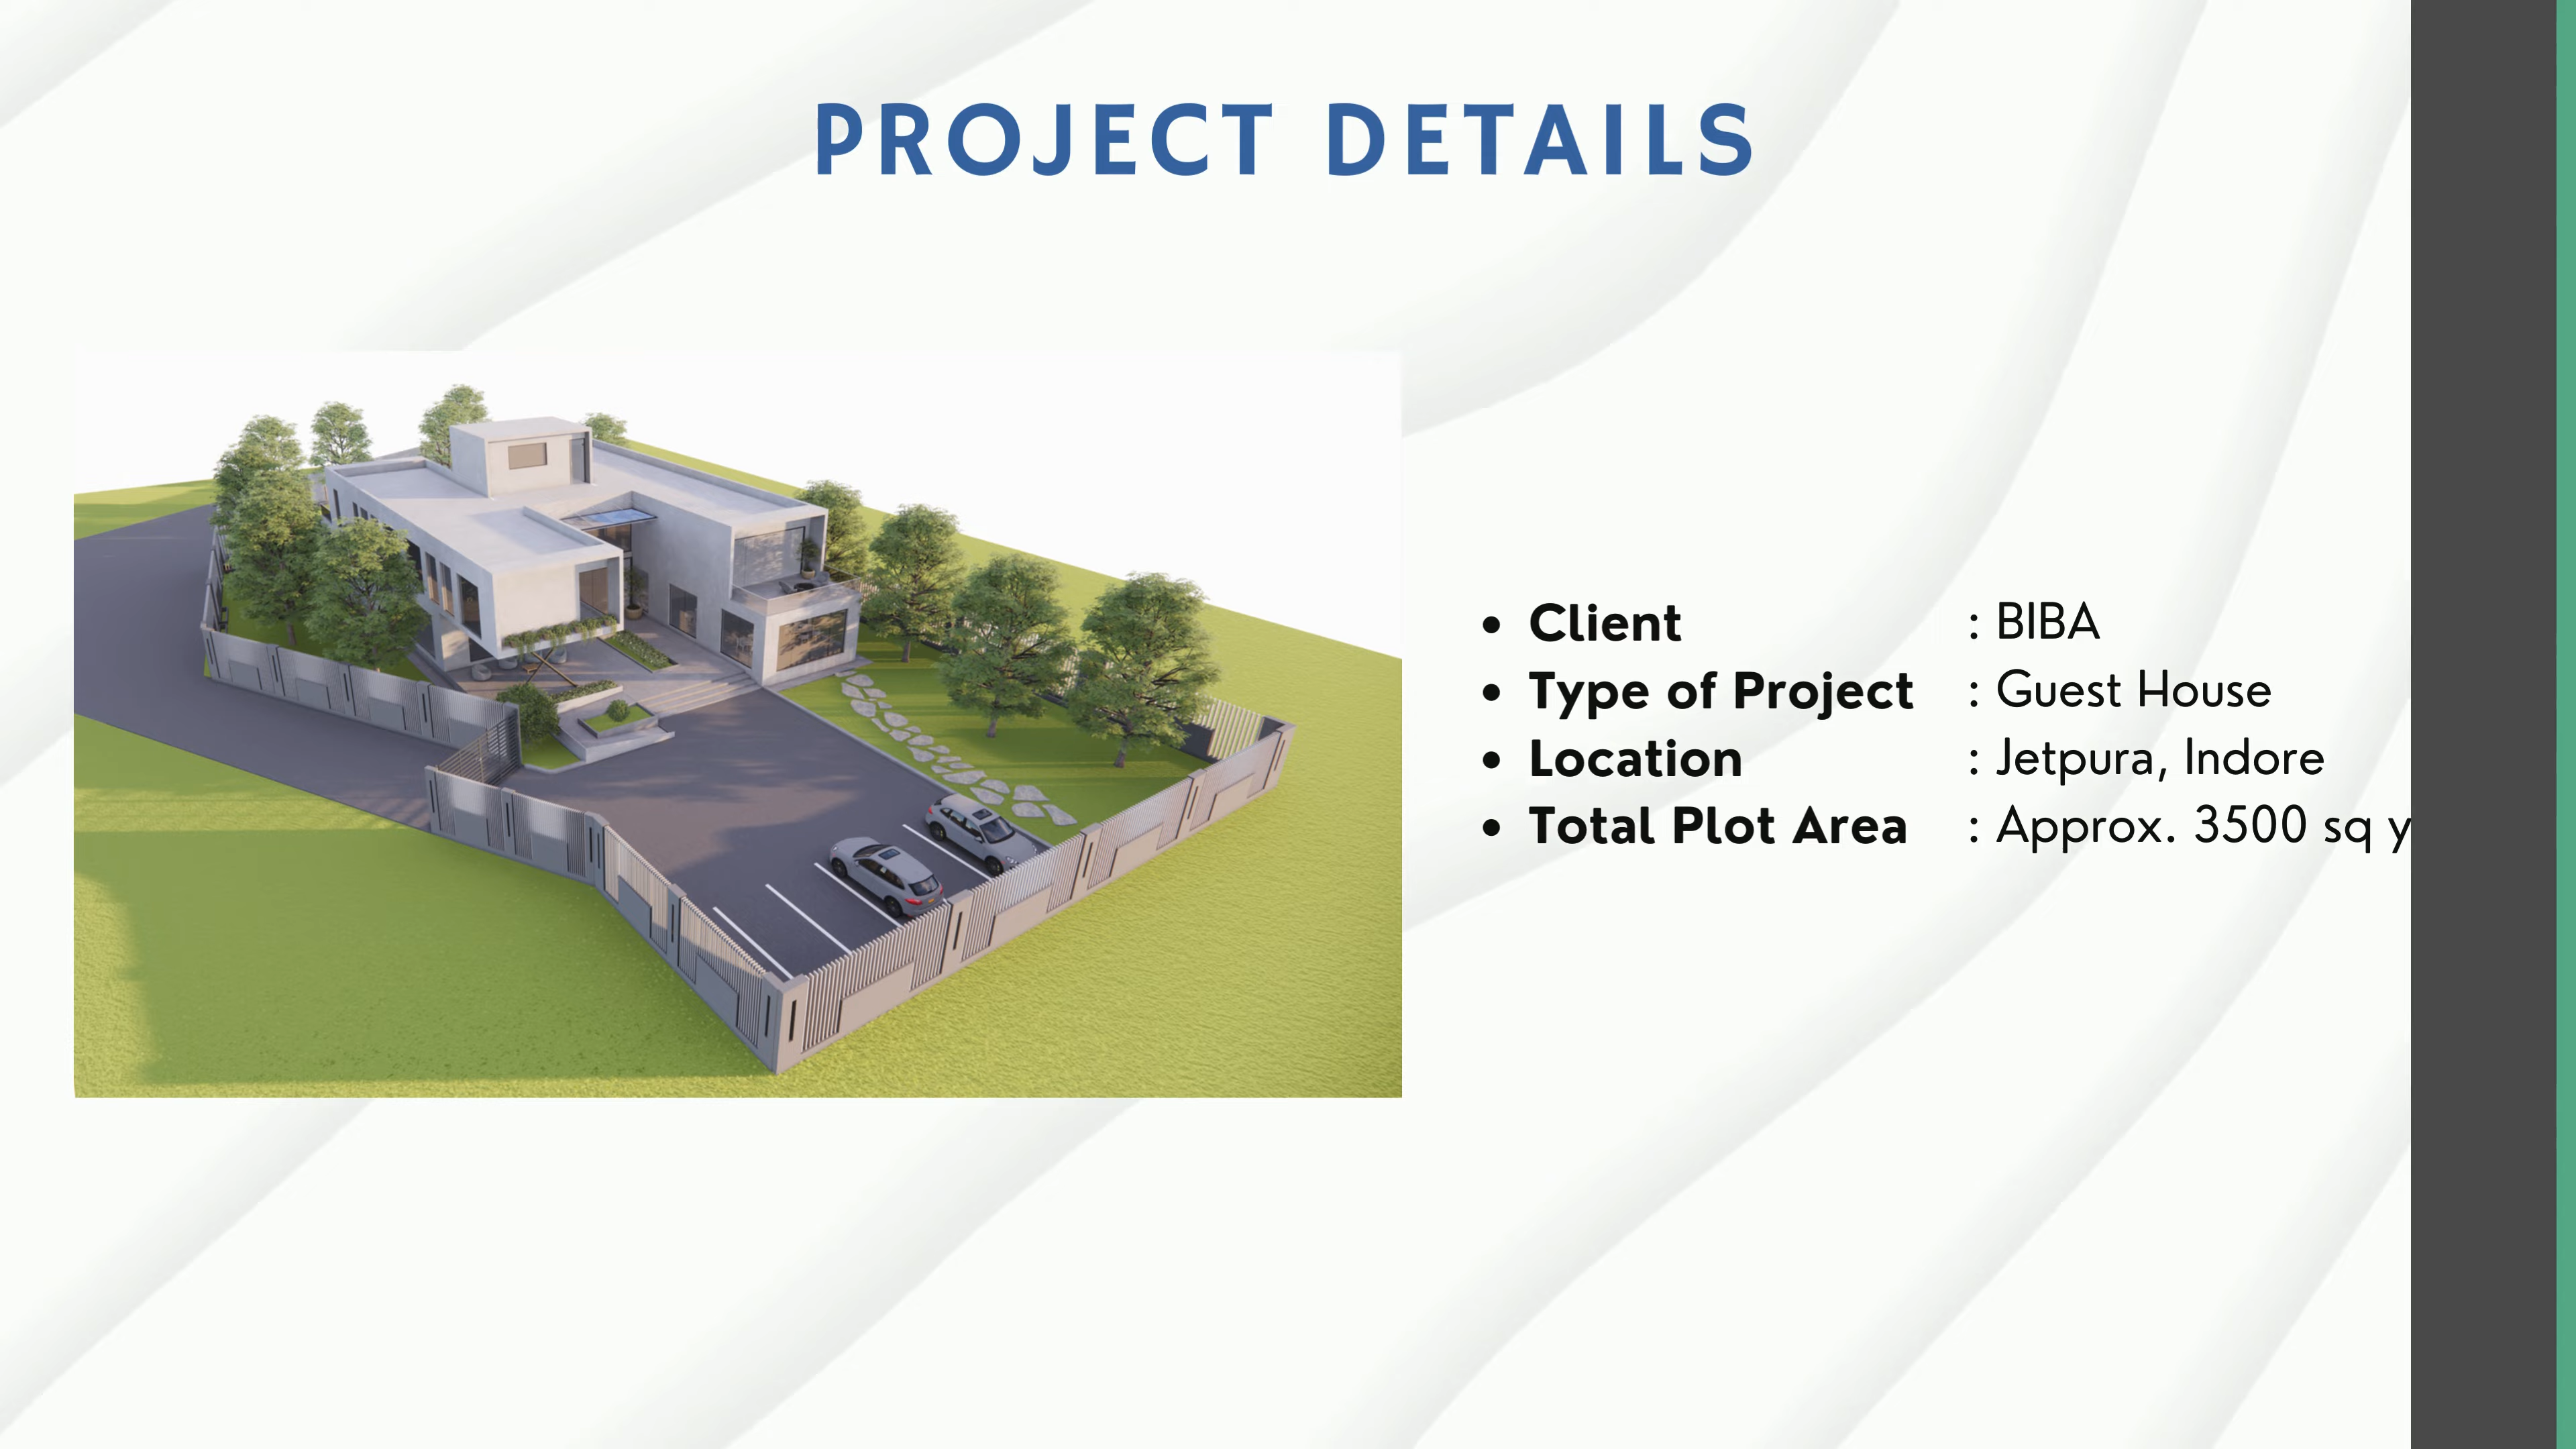 PROJECT DETAILS
• Client : BIBA
• Type of Project : Guest House
• Location : Jetpura, Indore
• Total Plot Area : Approx. 3500 sq y